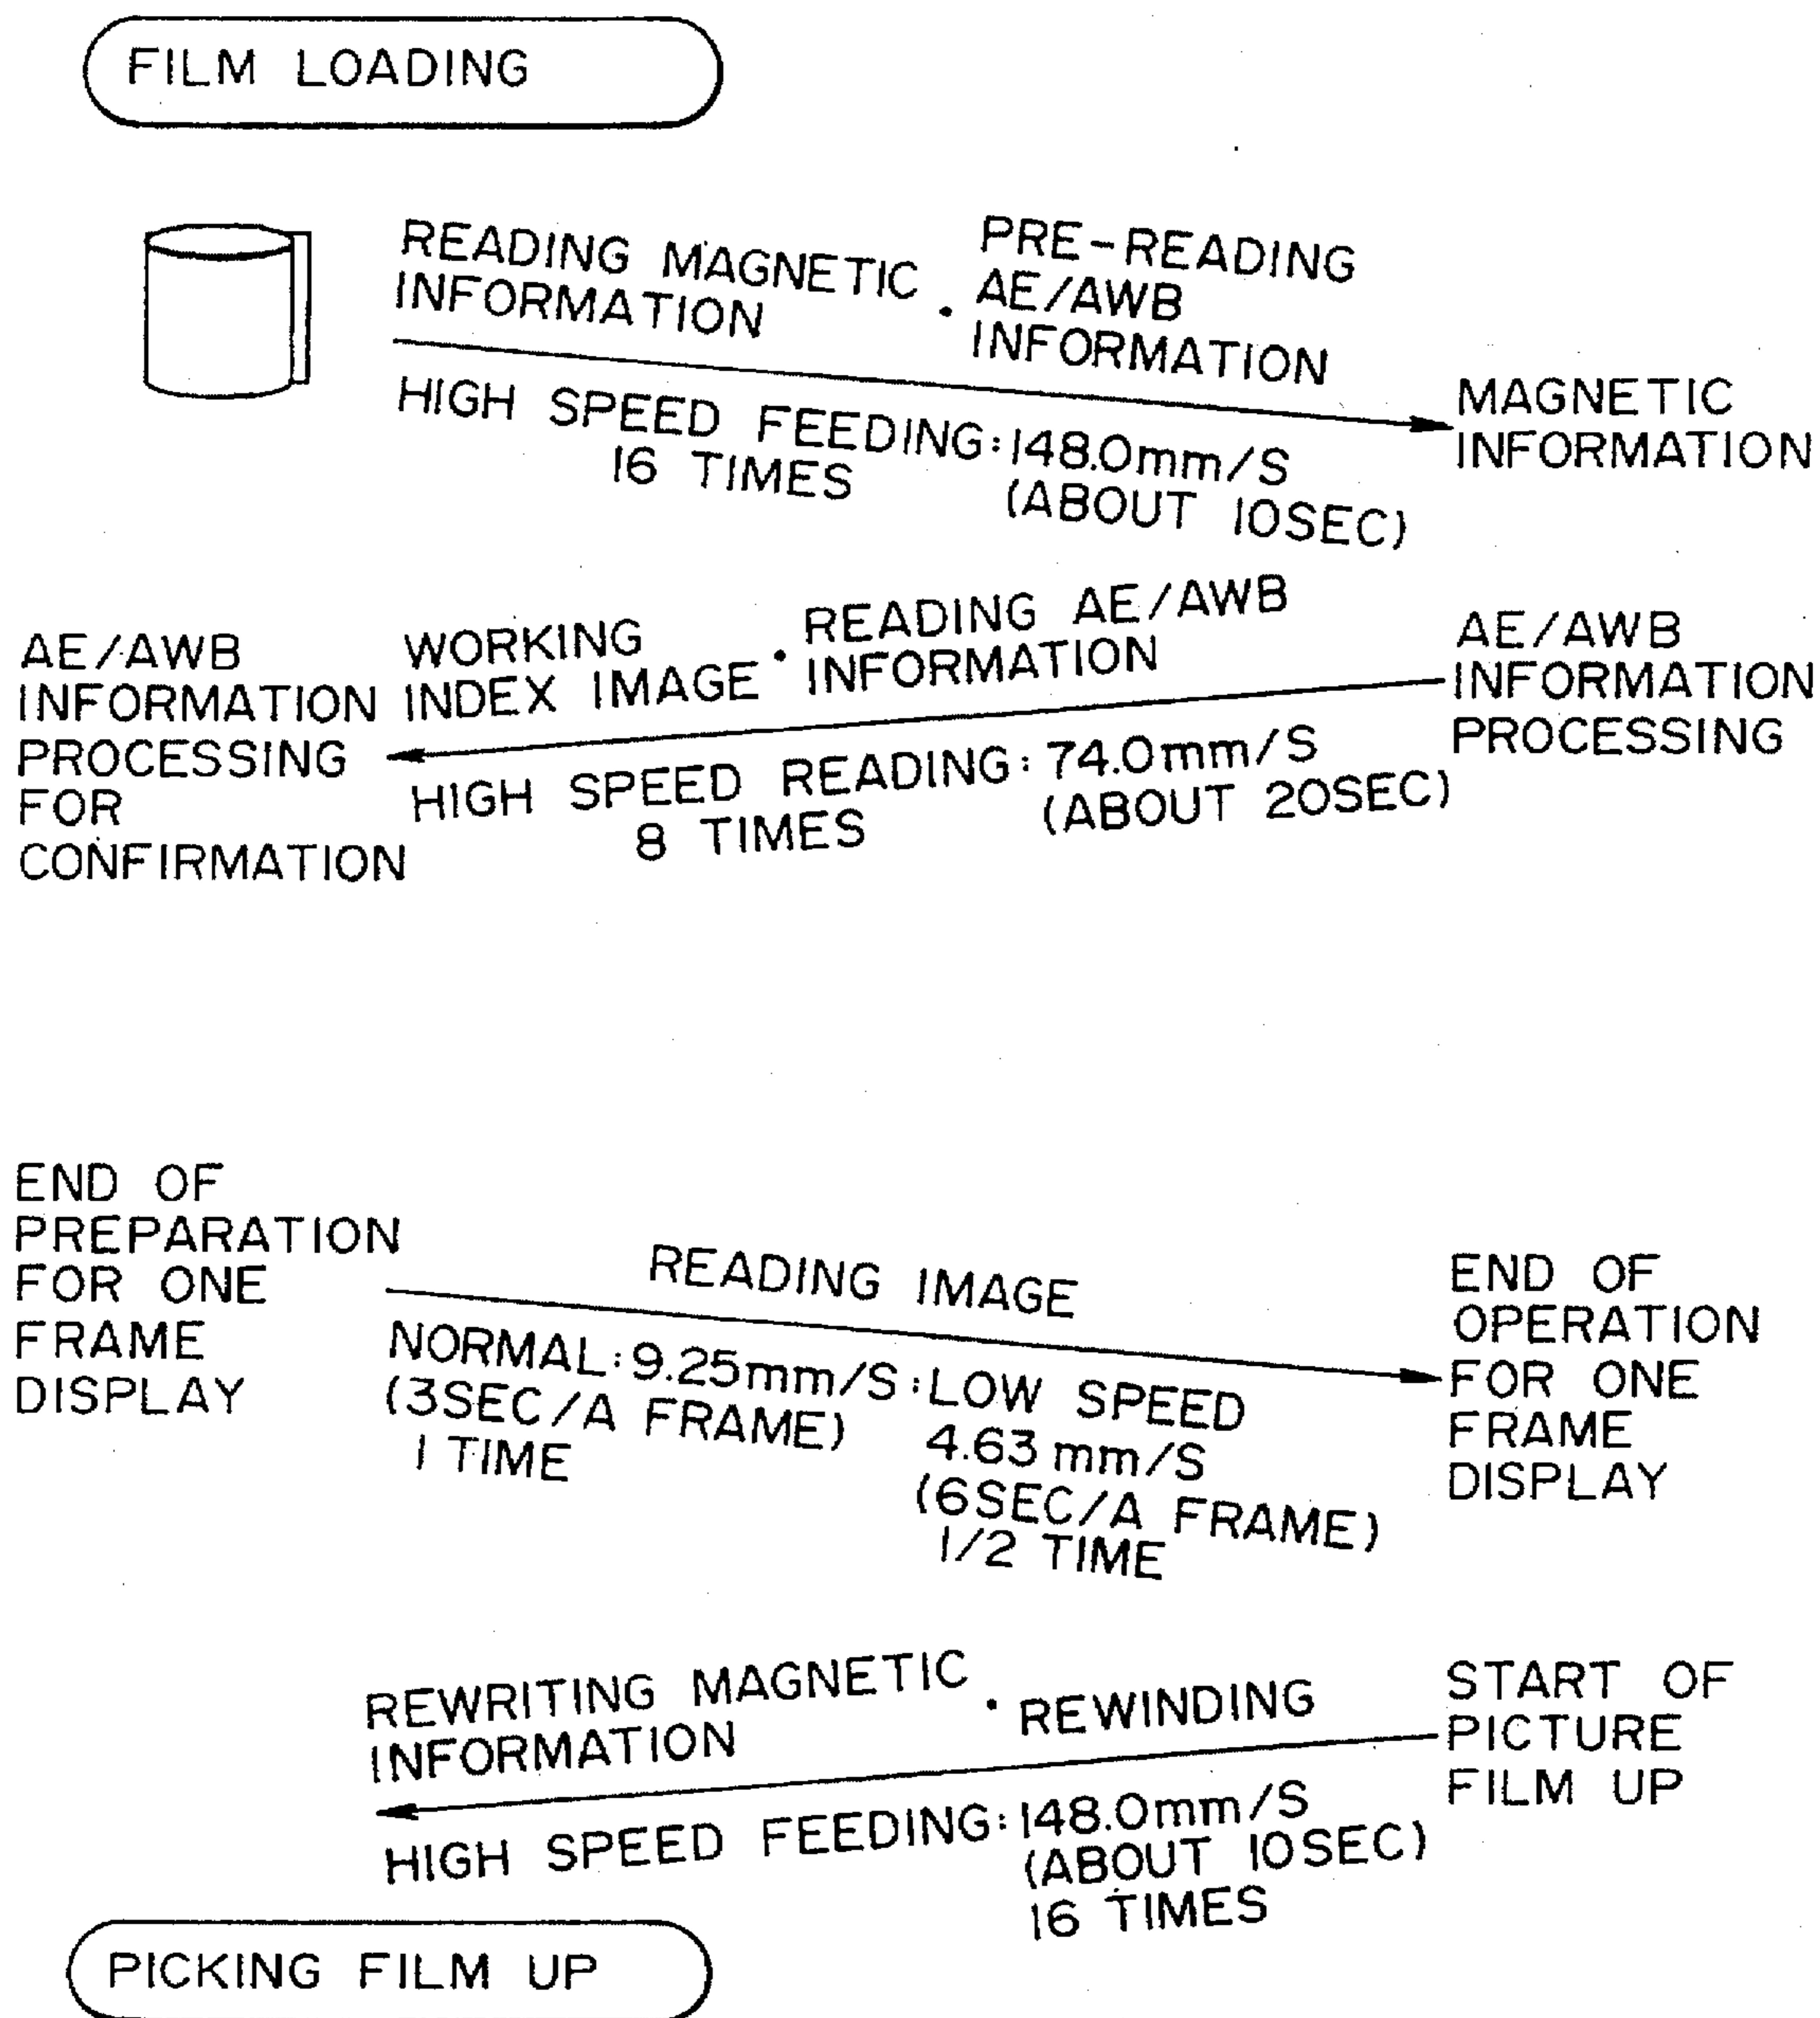 FILM LOADING
READING MAGNETIC
INFORMATION
.
PRE-READING
AE/AWB
INFORMATION
HIGH SPEED FEEDING:148.0mm/S
16 TIMES
(ABOUT 10SEC)
MAGNETIC
INFORMATION
AE/AWB
INFORMATION
PROCESSING
FOR
CONFIRMATION
WORKING
INDEX IMAGE
·
READING AE/AWB
INFORMATION
HIGH SPEED READING:74.0mm/S
8 TIMES
(ABOUT 20SEC)
AE/AWB
INFORMATION
PROCESSING
END OF
PREPARATION
FOR ONE
FRAME
DISPLAY
READING IMAGE
NORMAL:9.25mm/S:LOW SPEED
(3SEC/A FRAME)
1 TIME
4.63mm/S
(6SEC/A FRAME)
1/2 TIME
END OF
OPERATION
FOR ONE
FRAME
DISPLAY
REWRITING MAGNETIC
INFORMATION
·
REWINDING
HIGH SPEED FEEDING:148.0mm/S
(ABOUT 10SEC)
16 TIMES
START OF
PICTURE
FILM UP
PICKING FILM UP